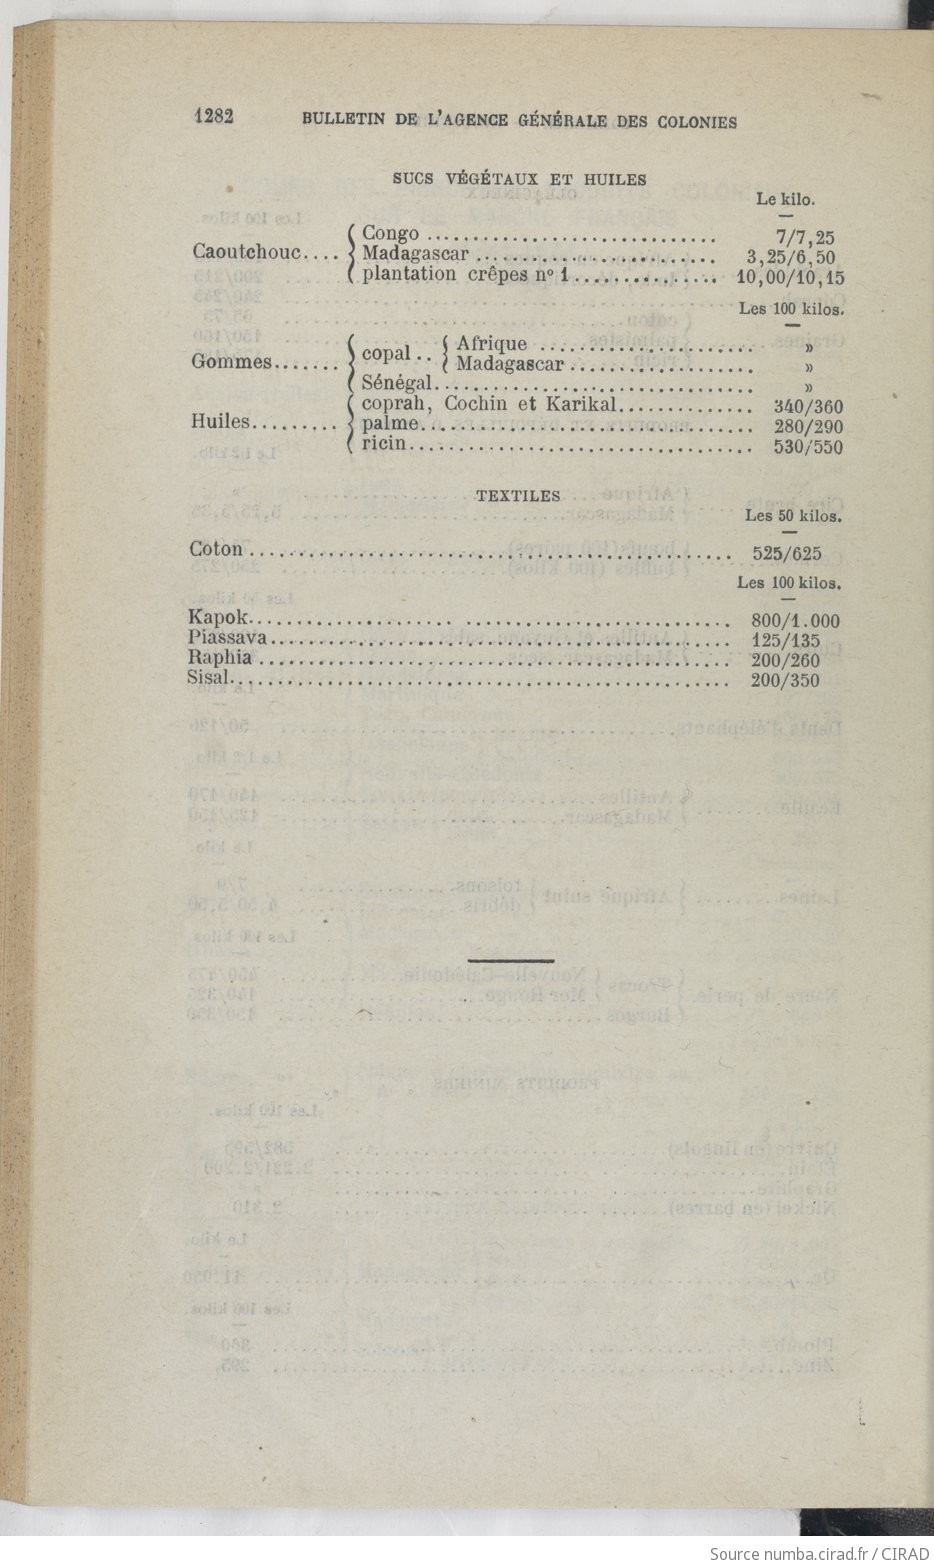 1282 BULLETIN DE L'AGENCE GÉNÉRALE DES COLONIES
SUCS VÉGÉTAUX ET HUILES
Le kilo.
Caoutchouc.... { Congo .............................. 7/7,25
Madagascar ......................... 3,25/6,50
plantation crêpes nº 1............... 10,00/10,15
Les 100 kilos.
Gommes....... { copal .. { Afrique ...................... »
Madagascar ................... »
Sénégal................................. »
Huiles......... { coprah, Cochin et Karikal.............. 340/360
palme.................................. 280/290
ricin................................... 530/550
TEXTILES
Les 50 kilos.
Coton .................................................. 525/625
Les 100 kilos.
Kapok..................... ............................ 800/1.000
Piassava................................................ 125/135
Raphia ................................................. 200/260
Sisal.................................................... 200/350
Source numba.cirad.fr / CIRAD